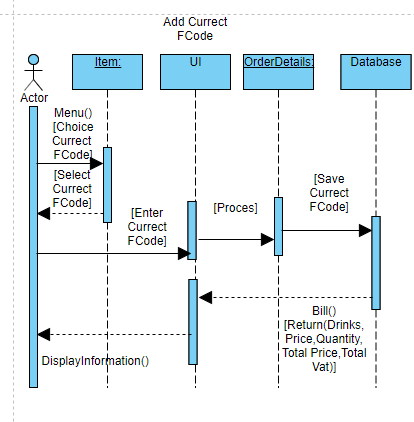 Add Currect
FCode
Item:
UI
OrderDetails:
Database
Actor
Menu()
[Choice
Currect
FCode]
[Select
Currect
FCode]
[Enter
Currect
FCode]
[Proces]
[Save
Currect
FCode]
Bill()
[Return(Drinks,
Price,Quantity,
Total Price,Total
Vat)]
DisplayInformation()